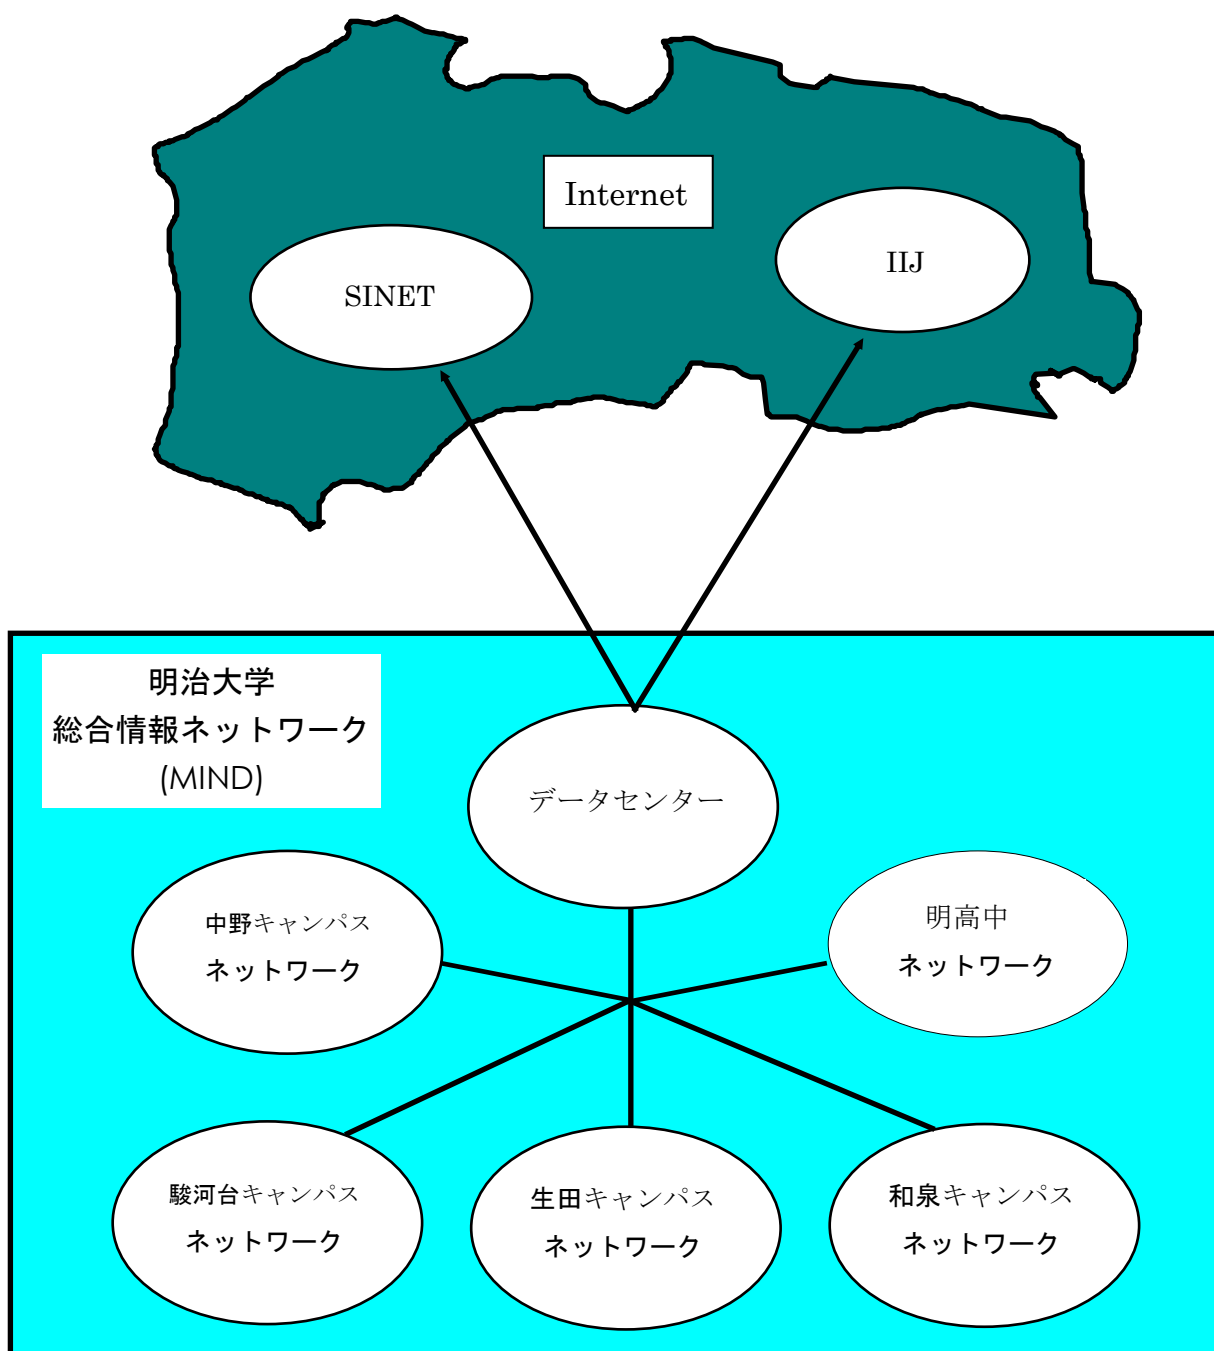 Internet
IIJ
SINET
明治大学
総合情報ネットワーク
(MIND)
データセンター
中野キャンパス
ネットワーク
明高中
ネットワーク
駿河台キャンパス
ネットワーク
生田キャンパス
ネットワーク
和泉キャンパス
ネットワーク